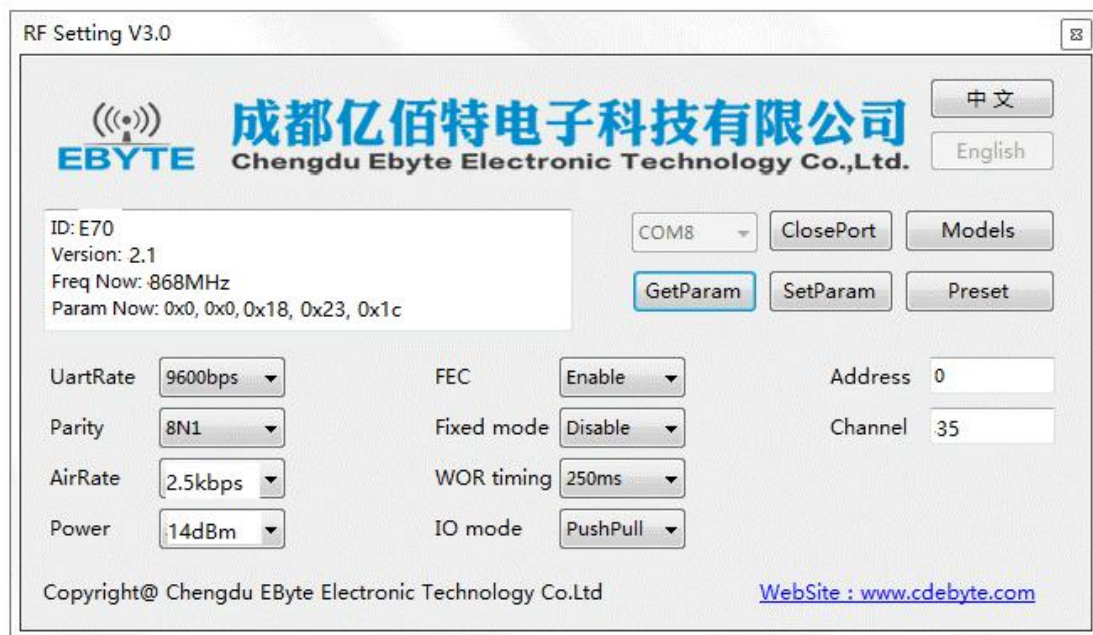 RF Setting V3.0
EBYTE
成都亿佰特电子科技有限公司
Chengdu Ebyte Electronic Technology Co.,Ltd.
中文
English
ID: E70
Version: 2.1
Freq Now: 868MHz
Param Now: 0x0, 0x0, 0x18, 0x23, 0x1c
COM8 ClosePort Models
GetParam SetParam Preset
UartRate 9600bps FEC Enable Address 0
Parity 8N1 Fixed mode Disable Channel 35
AirRate 2.5kbps WOR timing 250ms
Power 14dBm IO mode PushPull
Copyright@ Chengdu EByte Electronic Technology Co.Ltd WebSite : www.cdebyte.com